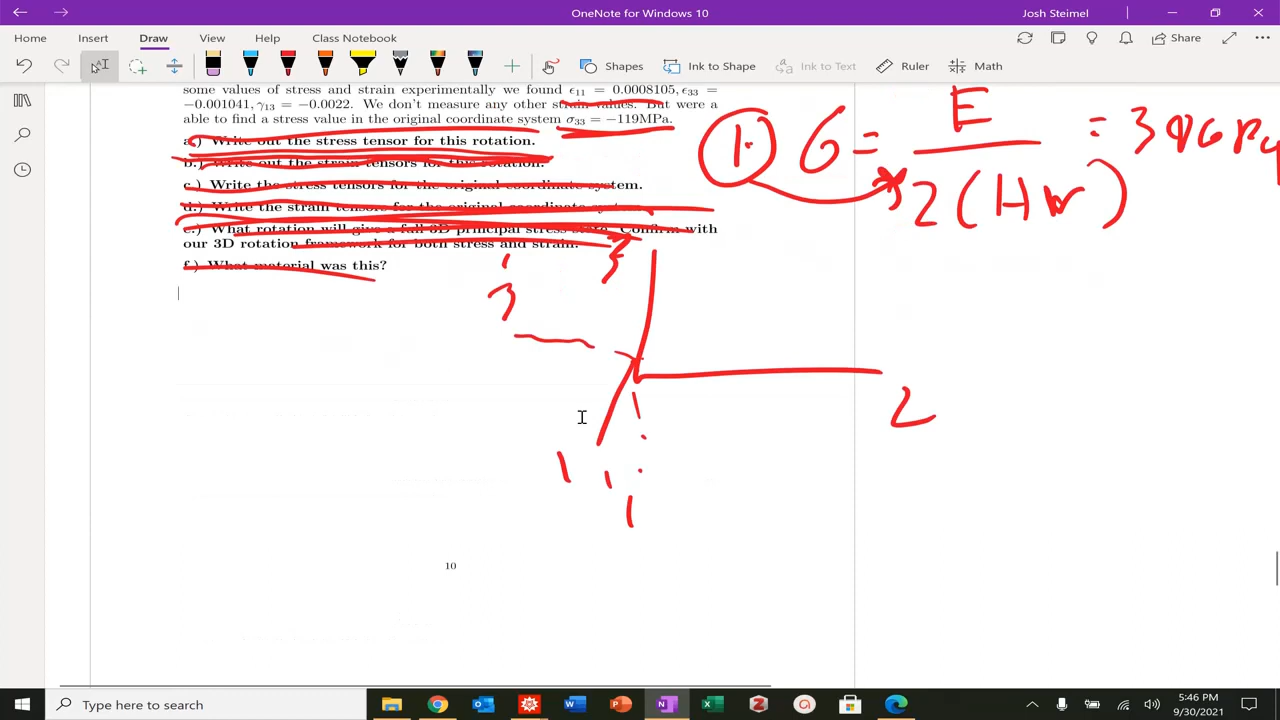 OneNote for Windows 10
Josh Steimel
Home Insert Draw View Help Class Notebook
Share
Shapes Ink to Shape Ink to Text Ruler Math
some values of stress and strain experimentally we found ϵ11 = 0.0008105, ϵ33 =
−0.001041, γ13 = −0.0022. We don't measure any other strain values. But were a
able to find a stress value in the original coordinate system σ33 = −119MPa.
a.) Write out the stress tensor for this rotation.
b.) Write out the strain tensors for this rotation.
c.) Write the stress tensors for the original coordinate system.
d.) Write the strain tensors for the original coordinate system.
e.) What rotation will give a full 3D principal stress state. Confirm with
our 3D rotation framework for both stress and strain.
f.) What material was this?
1. G = E / 2(1+ν) = 38GPa
3
3'
2
1
1'
10
Type here to search
5:46 PM
9/30/2021